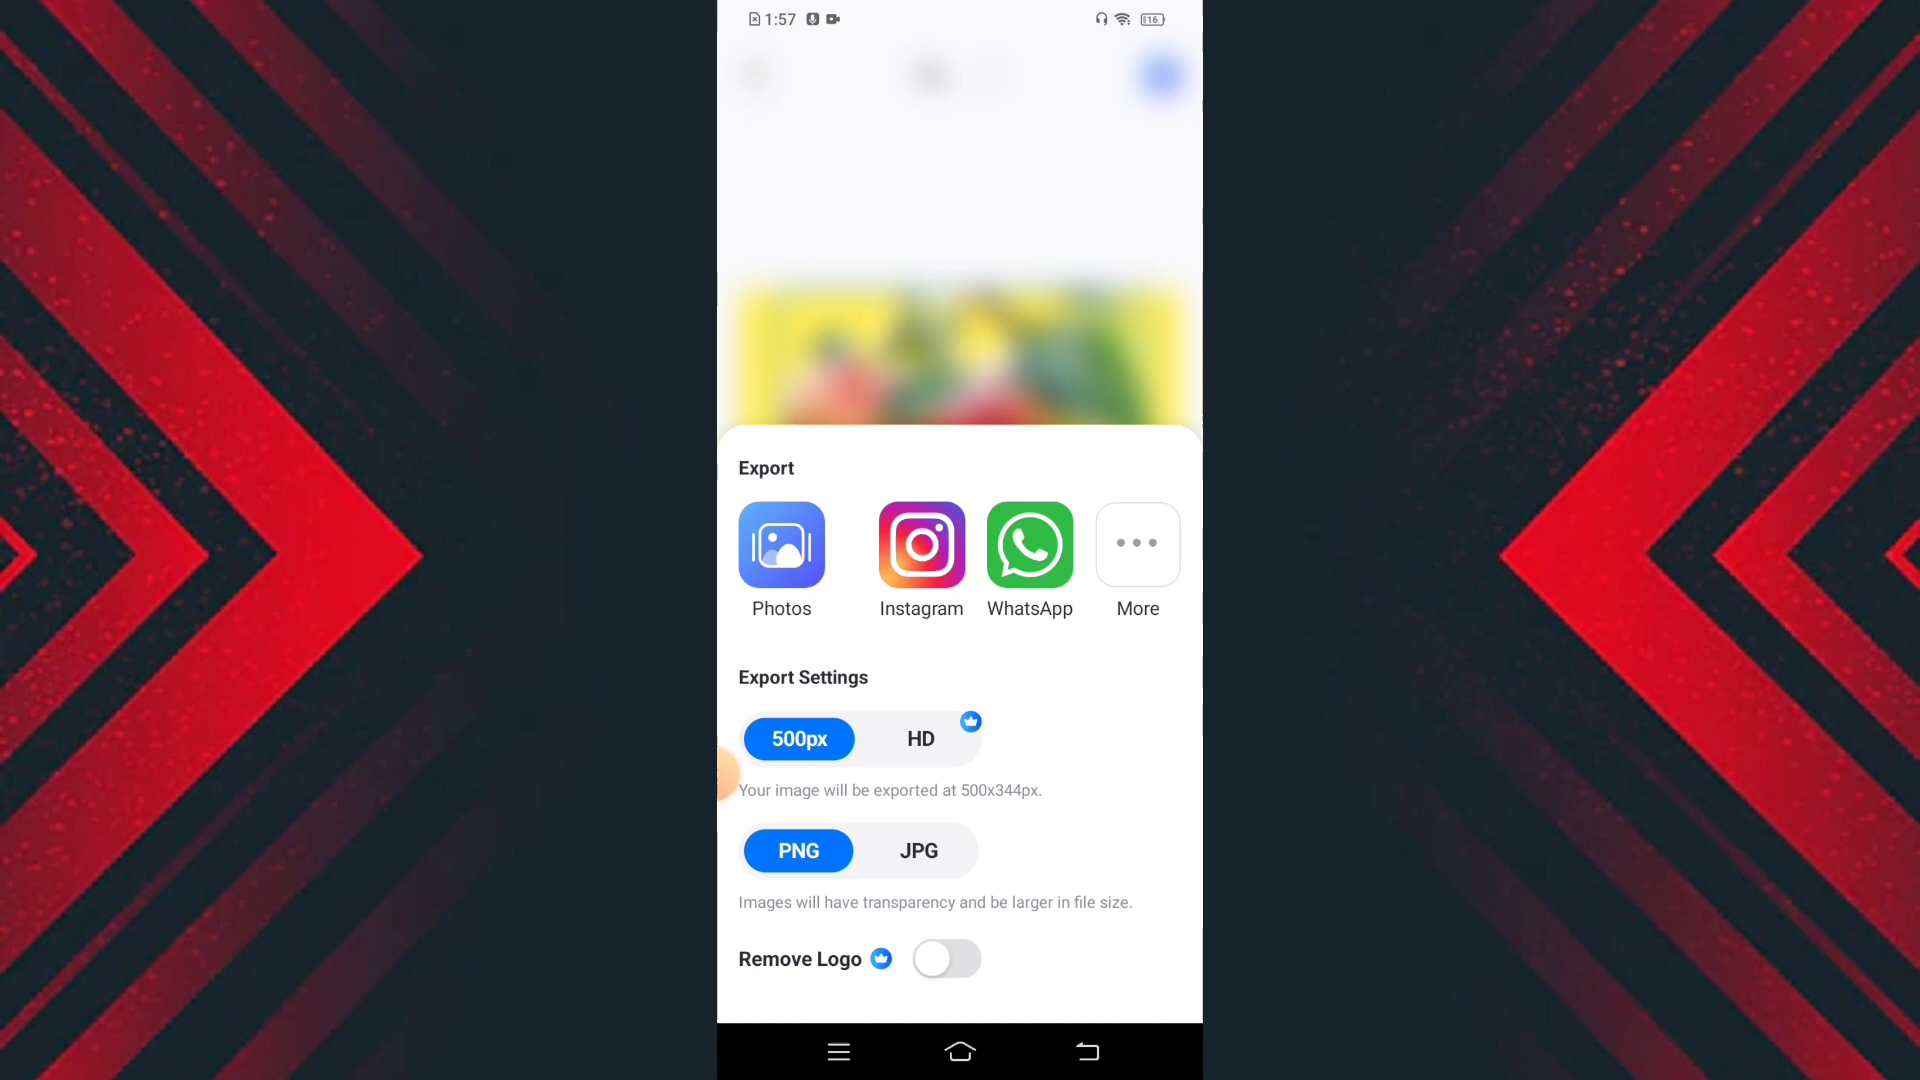 1:57
16
Export
Photos Instagram WhatsApp More
Export Settings
500px HD
Your image will be exported at 500x344px.
PNG JPG
Images will have transparency and be larger in file size.
Remove Logo